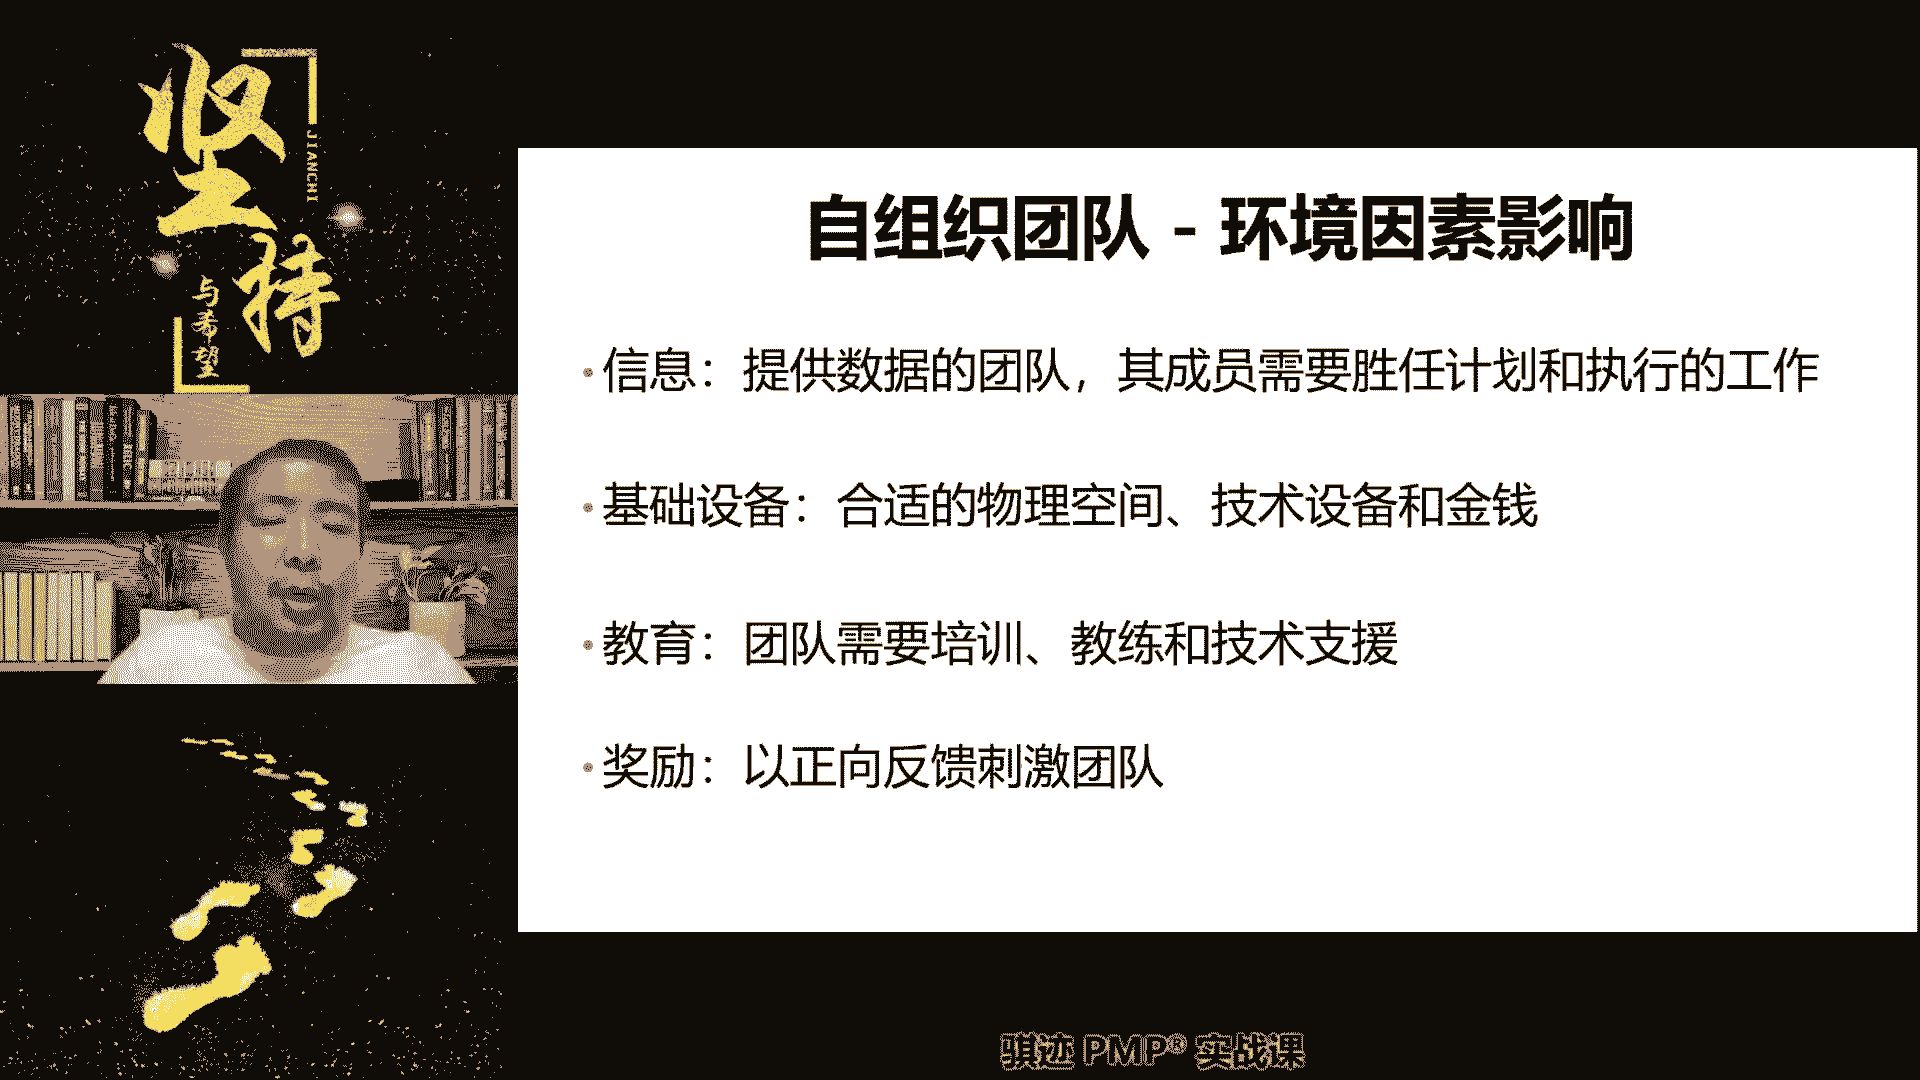 坚持
JIANCHI
与希望
自组织团队 - 环境因素影响
•信息：提供数据的团队，其成员需要胜任计划和执行的工作
•基础设备：合适的物理空间、技术设备和金钱
•教育：团队需要培训、教练和技术支援
•奖励：以正向反馈刺激团队
骐迹 PMP® 实战课